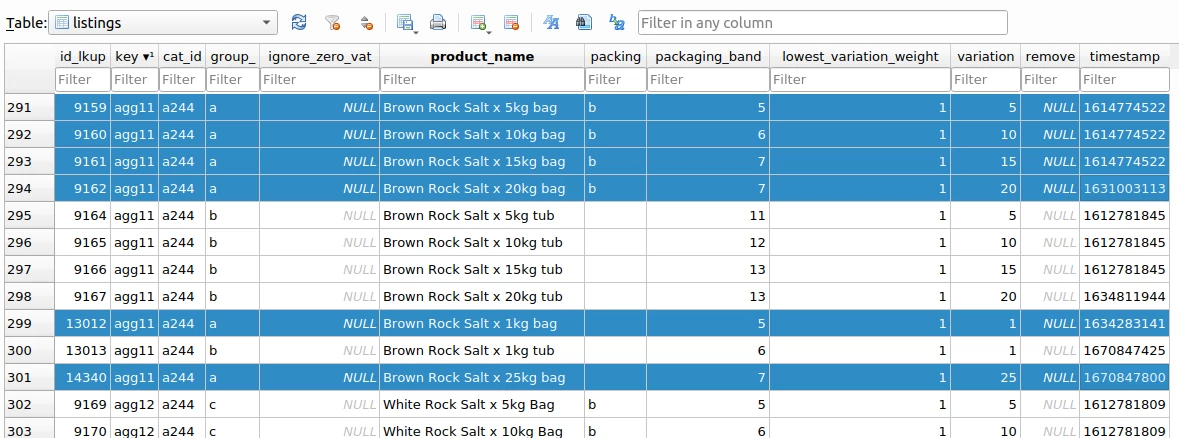 Table: listings Filter in any column
id_lkup key ▾¹ cat_id group_ ignore_zero_vat product_name packing packaging_band lowest_variation_weight variation remove timestamp
Filter Filter Filter Filter Filter Filter Filter Filter Filter Filter Filter Filter
291 9159 agg11 a244 a NULL Brown Rock Salt x 5kg bag b 5 1 5 NULL 1614774522
292 9160 agg11 a244 a NULL Brown Rock Salt x 10kg bag b 6 1 10 NULL 1614774522
293 9161 agg11 a244 a NULL Brown Rock Salt x 15kg bag b 7 1 15 NULL 1614774522
294 9162 agg11 a244 a NULL Brown Rock Salt x 20kg bag b 7 1 20 NULL 1631003113
295 9164 agg11 a244 b NULL Brown Rock Salt x 5kg tub 11 1 5 NULL 1612781845
296 9165 agg11 a244 b NULL Brown Rock Salt x 10kg tub 12 1 10 NULL 1612781845
297 9166 agg11 a244 b NULL Brown Rock Salt x 15kg tub 13 1 15 NULL 1612781845
298 9167 agg11 a244 b NULL Brown Rock Salt x 20kg tub 13 1 20 NULL 1634811944
299 13012 agg11 a244 a NULL Brown Rock Salt x 1kg bag 5 1 1 NULL 1634283141
300 13013 agg11 a244 b NULL Brown Rock Salt x 1kg tub 6 1 1 NULL 1670847425
301 14340 agg11 a244 a NULL Brown Rock Salt x 25kg bag 7 1 25 NULL 1670847800
302 9169 agg12 a244 c NULL White Rock Salt x 5kg Bag b 5 1 5 NULL 1612781809
303 9170 agg12 a244 c NULL White Rock Salt x 10kg Bag b 6 1 10 NULL 1612781809